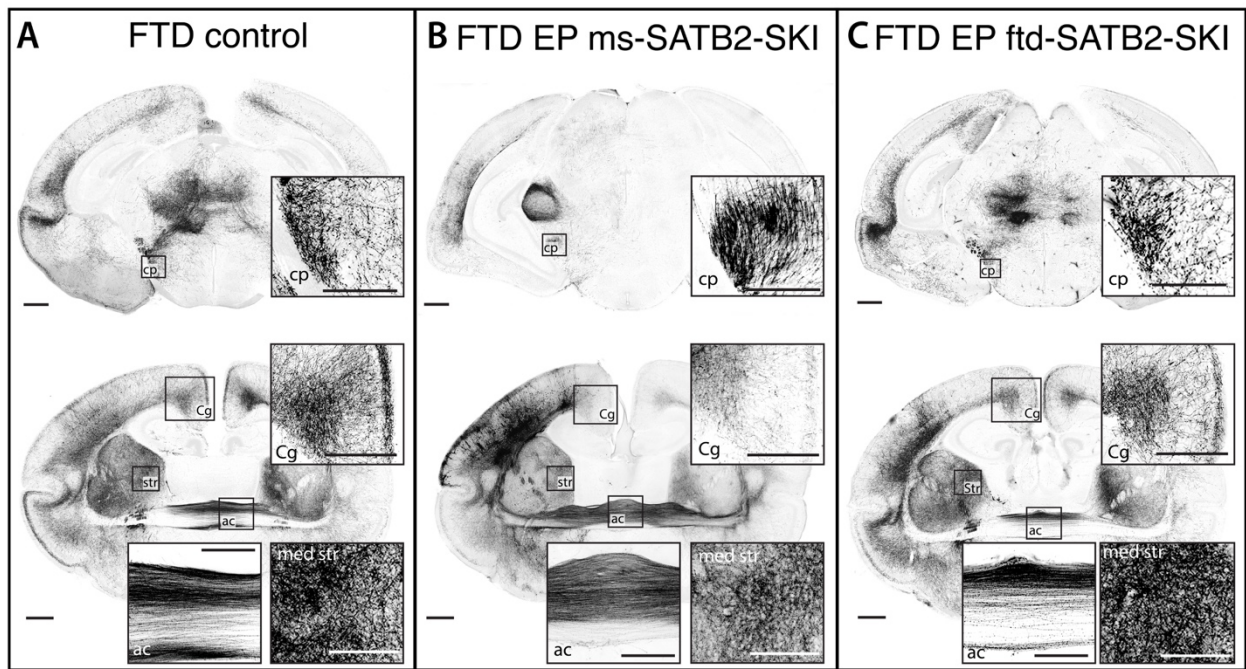 A FTD control
cp
cp
Cg
Cg
str
ac
ac
med str
B FTD EP ms-SATB2-SKI
cp
cp
Cg
Cg
str
ac
ac
med str
C FTD EP ftd-SATB2-SKI
cp
cp
Cg
Cg
Str
ac
ac
med str